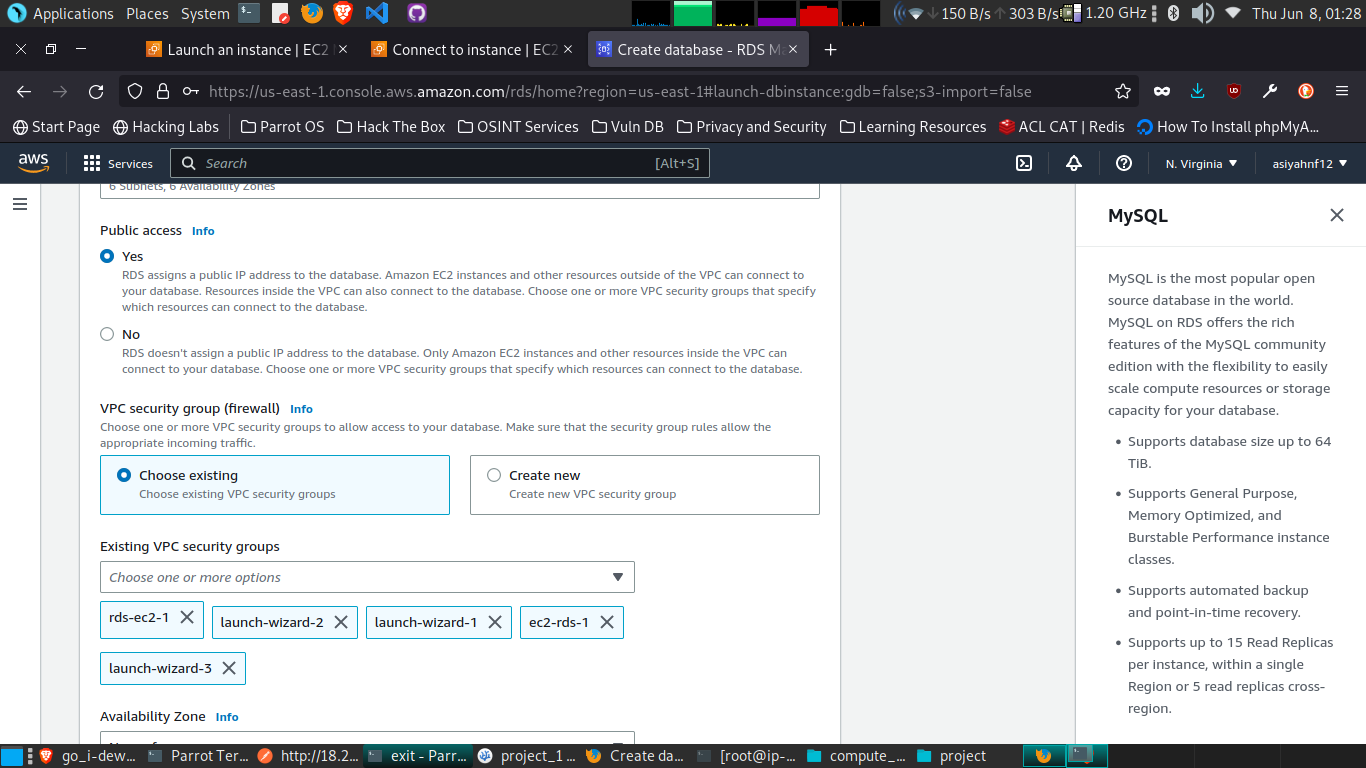 Applications Places System 150 B/s 303 B/s 1.20 GHz Thu Jun 8, 01:28
Launch an instance | EC2 Connect to instance | EC2 Create database - RDS M
https://us-east-1.console.aws.amazon.com/rds/home?region=us-east-1#launch-dbinstance:gdb=false;s3-import=false
Start Page Hacking Labs Parrot OS Hack The Box OSINT Services Vuln DB Privacy and Security Learning Resources ACL CAT | Redis How To Install phpMyA...
aws Services Search [Alt+S] N. Virginia asiyahnf12
6 Subnets, 6 Availability Zones
Public access Info
Yes
RDS assigns a public IP address to the database. Amazon EC2 instances and other resources outside of the VPC can connect to
your database. Resources inside the VPC can also connect to the database. Choose one or more VPC security groups that specify
which resources can connect to the database.
No
RDS doesn't assign a public IP address to the database. Only Amazon EC2 instances and other resources inside the VPC can
connect to your database. Choose one or more VPC security groups that specify which resources can connect to the database.
VPC security group (firewall) Info
Choose one or more VPC security groups to allow access to your database. Make sure that the security group rules allow the
appropriate incoming traffic.
Choose existing
Choose existing VPC security groups
Create new
Create new VPC security group
Existing VPC security groups
Choose one or more options
rds-ec2-1 launch-wizard-2 launch-wizard-1 ec2-rds-1
launch-wizard-3
Availability Zone Info
MySQL
MySQL is the most popular open
source database in the world.
MySQL on RDS offers the rich
features of the MySQL community
edition with the flexibility to easily
scale compute resources or storage
capacity for your database.
• Supports database size up to 64
TiB.
• Supports General Purpose,
Memory Optimized, and
Burstable Performance instance
classes.
• Supports automated backup
and point-in-time recovery.
• Supports up to 15 Read Replicas
per instance, within a single
Region or 5 read replicas cross-
region.
go_i-dew... Parrot Ter... http://18.2... exit - Parr... project_1 ... Create da... [root@ip-... compute_... project